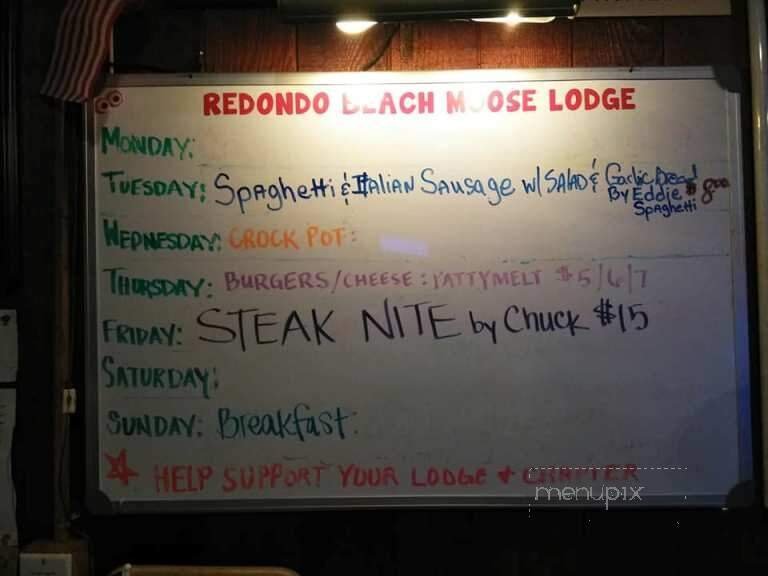 REDONDO BEACH MOOSE LODGE
MONDAY:
TUESDAY: SPAgHETTi & ITALIAN SAUSAgE W/ SALAD & GARLiC BREAD
By Eddie $8.00
SPAgHETTi
WEDNESDAY: CROCK POT:
THURSDAY: BURGERS/CHEESE: PATTYMELT $5/6/7
FRIDAY: STEAK NITE by Chuck $15
SATURDAY:
SUNDAY: Breakfast.
HELP SUPPORT YOUR LODGE + CHAPTER
menupix